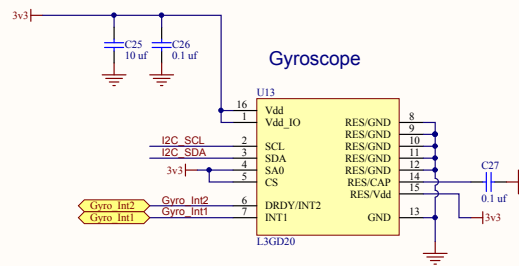 3v3
C25
10 uf
C26
0.1 uf
Gyroscope
U13
16 Vdd
1 Vdd_IO
I2C_SCL 2 SCL
I2C_SDA 3 SDA
3v3 4 SA0
5 CS
Gyro_Int2 Gyro_Int2 6 DRDY/INT2
Gyro_Int1 Gyro_Int1 7 INT1
RES/GND 8
RES/GND 9
RES/GND 10
RES/GND 11
RES/GND 12
RES/CAP 14
RES/Vdd 15
GND 13
C27
0.1 uf
3v3
L3GD20